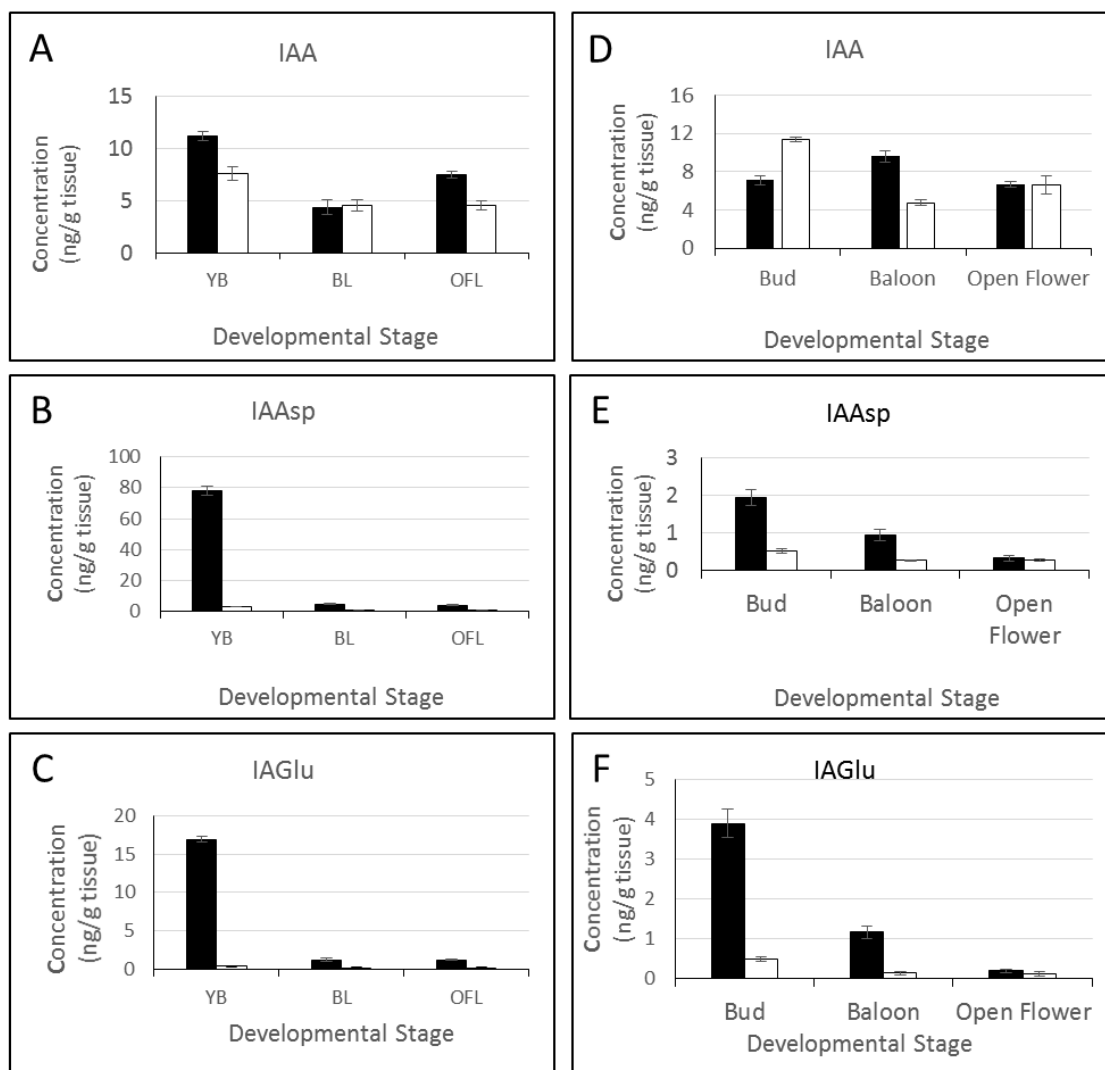 A
IAA
Concentration
(ng/g tissue)
15
10
5
0
YB BL OFL
Developmental Stage
D
IAA
Concentration
(ng/g tissue)
16
12
8
4
0
Bud Baloon Open Flower
Developmental Stage
B
IAAsp
Concentration
(ng/g tissue)
100
80
60
40
20
0
YB BL OFL
Developmental Stage
E
IAAsp
Concentration
(ng/g tissue)
3
2
1
0
Bud Baloon Open
Flower
Developmental Stage
C
IAGlu
Concentration
(ng/g tissue)
20
15
10
5
0
YB BL OFL
Developmental Stage
F
IAGlu
Concentration
(ng/g tissue)
5
4
3
2
1
0
Bud Baloon Open Flower
Developmental Stage